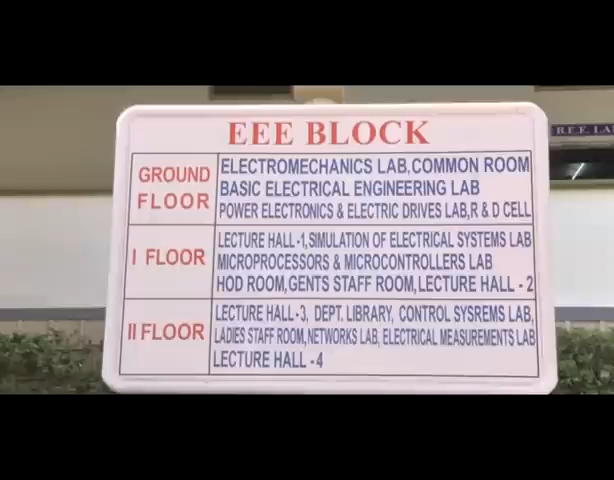 EEE BLOCK
GROUND FLOOR
ELECTROMECHANICS LAB,COMMON ROOM
BASIC ELECTRICAL ENGINEERING LAB
POWER ELECTRONICS & ELECTRIC DRIVES LAB,R & D CELL
I FLOOR
LECTURE HALL -1,SIMULATION OF ELECTRICAL SYSTEMS LAB
MICROPROCESSORS & MICROCONTROLLERS LAB
HOD ROOM,GENTS STAFF ROOM,LECTURE HALL - 2
II FLOOR
LECTURE HALL-3, DEPT. LIBRARY, CONTROL SYSREMS LAB,
LADIES STAFF ROOM,NETWORKS LAB, ELECTRICAL MEASUREMENTS LAB
LECTURE HALL -4